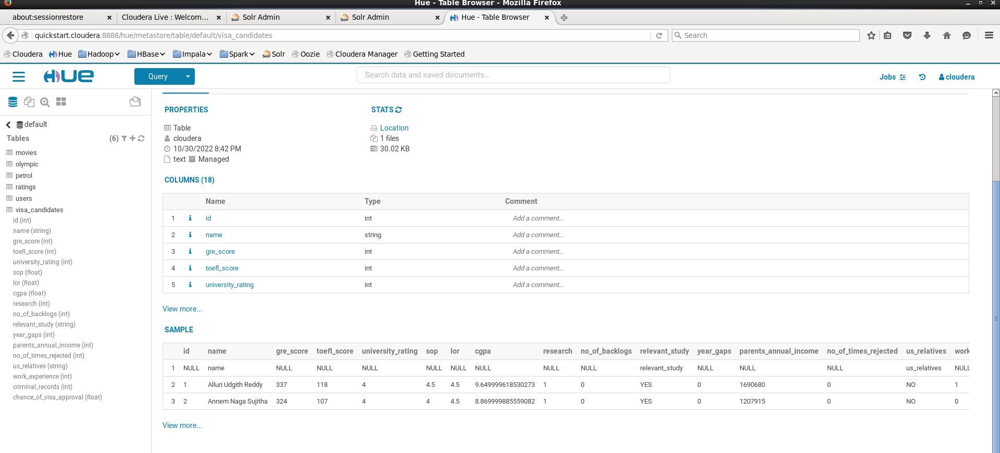 Hue - Table Browser - Mozilla Firefox
about:sessionrestore Cloudera Live : Welcom... Solr Admin Solr Admin Hue - Table Browser
quickstart.cloudera:8888/hue/metastore/table/default/visa_candidates Search
Cloudera Hue Hadoop HBase Impala Spark Solr Oozie Cloudera Manager Getting Started
HUE Query Search data and saved documents... Jobs cloudera
default
Tables (6)
movies
olympic
petrol
ratings
users
visa_candidates
id (int)
name (string)
gre_score (int)
toefl_score (int)
university_rating (int)
sop (float)
lor (float)
cgpa (float)
research (int)
no_of_backlogs (int)
relevant_study (string)
year_gaps (int)
parents_annual_income (int)
no_of_times_rejected (int)
us_relatives (string)
work_experience (int)
criminal_records (int)
chance_of_visa_approval (float)
PROPERTIES STATS
Table Location
cloudera 1 files
10/30/2022 8:42 PM 30.02 KB
text Managed
COLUMNS (18)
Name Type Comment
1 i id int Add a comment...
2 i name string Add a comment...
3 i gre_score int Add a comment...
4 i toefl_score int Add a comment...
5 i university_rating int Add a comment...
View more...
SAMPLE
id name gre_score toefl_score university_rating sop lor cgpa research no_of_backlogs relevant_study year_gaps parents_annual_income no_of_times_rejected us_relatives work
1 NULL name NULL NULL NULL NULL NULL NULL NULL NULL relevant_study NULL NULL NULL us_relatives NULL
2 1 Alluri Udgith Reddy 337 118 4 4.5 4.5 9.649999618530273 1 0 YES 0 1690680 0 NO 1
3 2 Annem Naga Sujitha 324 107 4 4 4.5 8.869999885559082 1 0 YES 0 1207915 0 NO 0
View more...